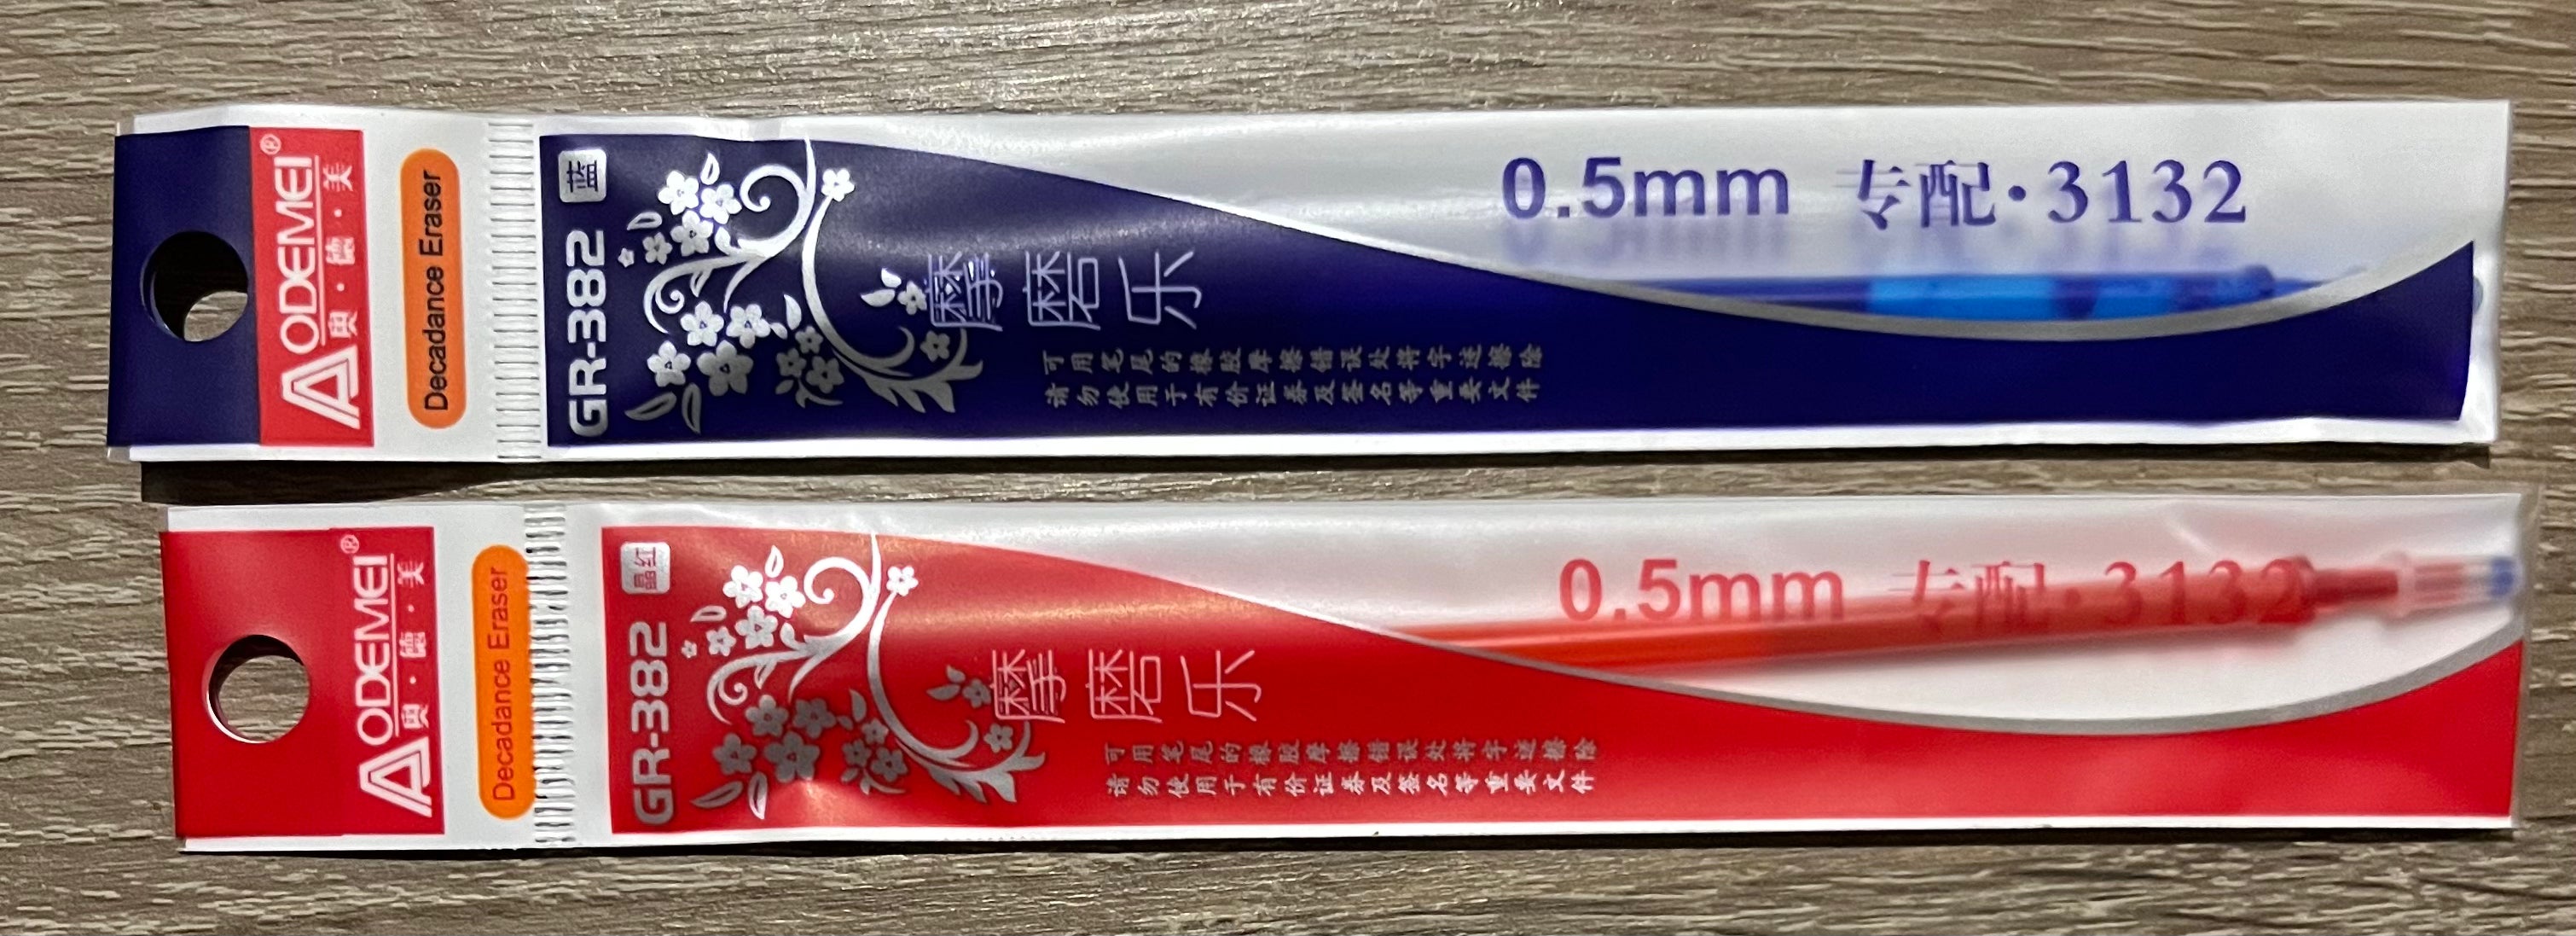 AODEMEI®
奥·德·美
Decadance Eraser
蓝
GR-382
摩磨乐
可用笔尾的橡胶摩擦错误处将字迹擦除
请勿使用于有价证券及签名等重要文件
0.5mm 专配·3132
AODEMEI®
奥·德·美
Decadance Eraser
晶红
GR-382
摩磨乐
可用笔尾的橡胶摩擦错误处将字迹擦除
请勿使用于有价证券及签名等重要文件
0.5mm 专配·3132